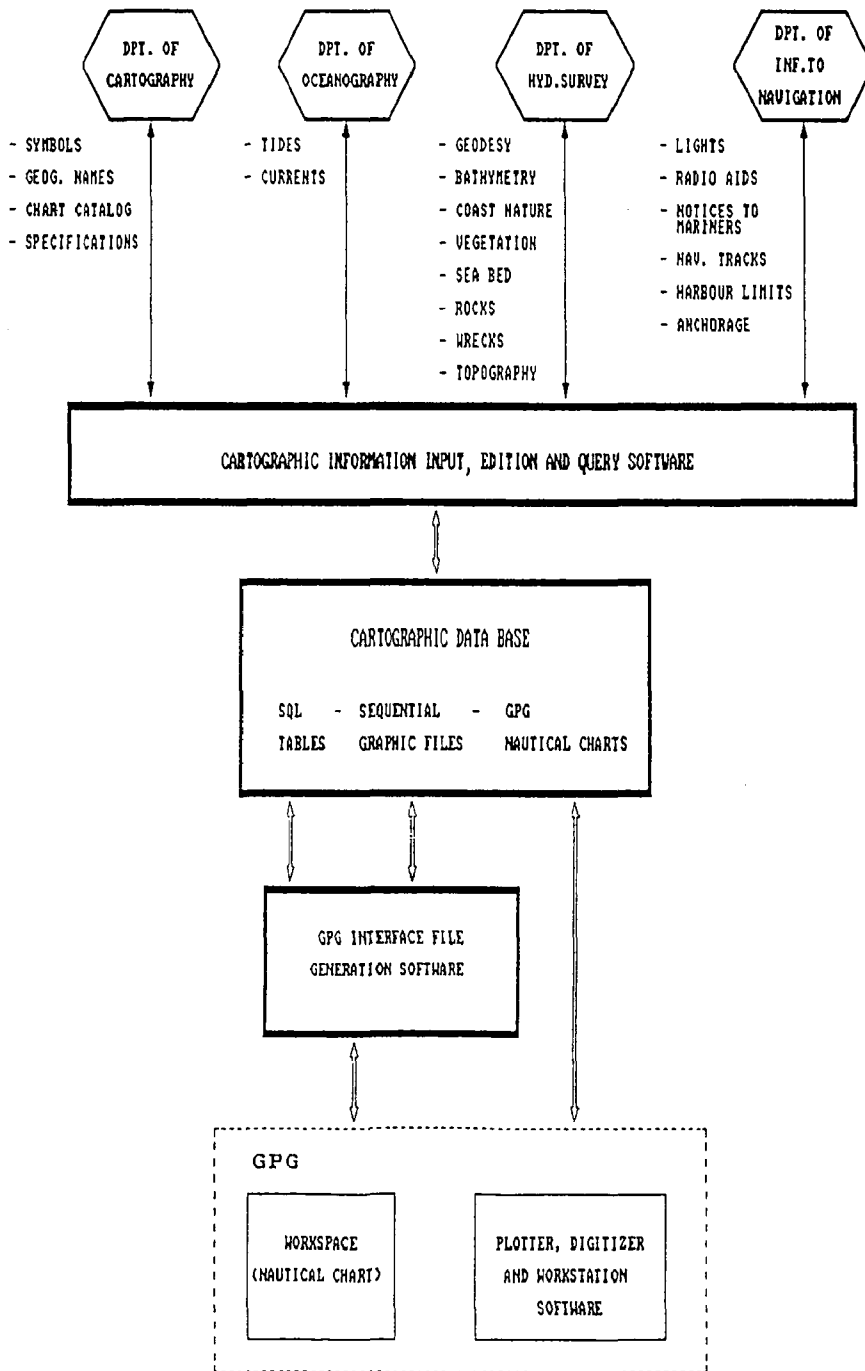 DPT. OF
CARTOGRAPHY
DPT. OF
OCEANOGRAPHY
DPT. OF
HYD.SURVEY
DPT. OF
INF.TO
NAVIGATION
- SYMBOLS
- GEOG. NAMES
- CHART CATALOG
- SPECIFICATIONS
- TIDES
- CURRENTS
- GEODESY
- BATHYMETRY
- COAST NATURE
- VEGETATION
- SEA BED
- ROCKS
- WRECKS
- TOPOGRAPHY
- LIGHTS
- RADIO AIDS
- NOTICES TO
MARINERS
- NAV. TRACKS
- HARBOUR LIMITS
- ANCHORAGE
CARTOGRAPHIC INFORMATION INPUT, EDITION AND QUERY SOFTWARE
CARTOGRAPHIC DATA BASE
SQL - SEQUENTIAL - GPG
TABLES GRAPHIC FILES NAUTICAL CHARTS
GPG INTERFACE FILE
GENERATION SOFTWARE
GPG
WORKSPACE
(NAUTICAL CHART)
PLOTTER, DIGITIZER
AND WORKSTATION
SOFTWARE